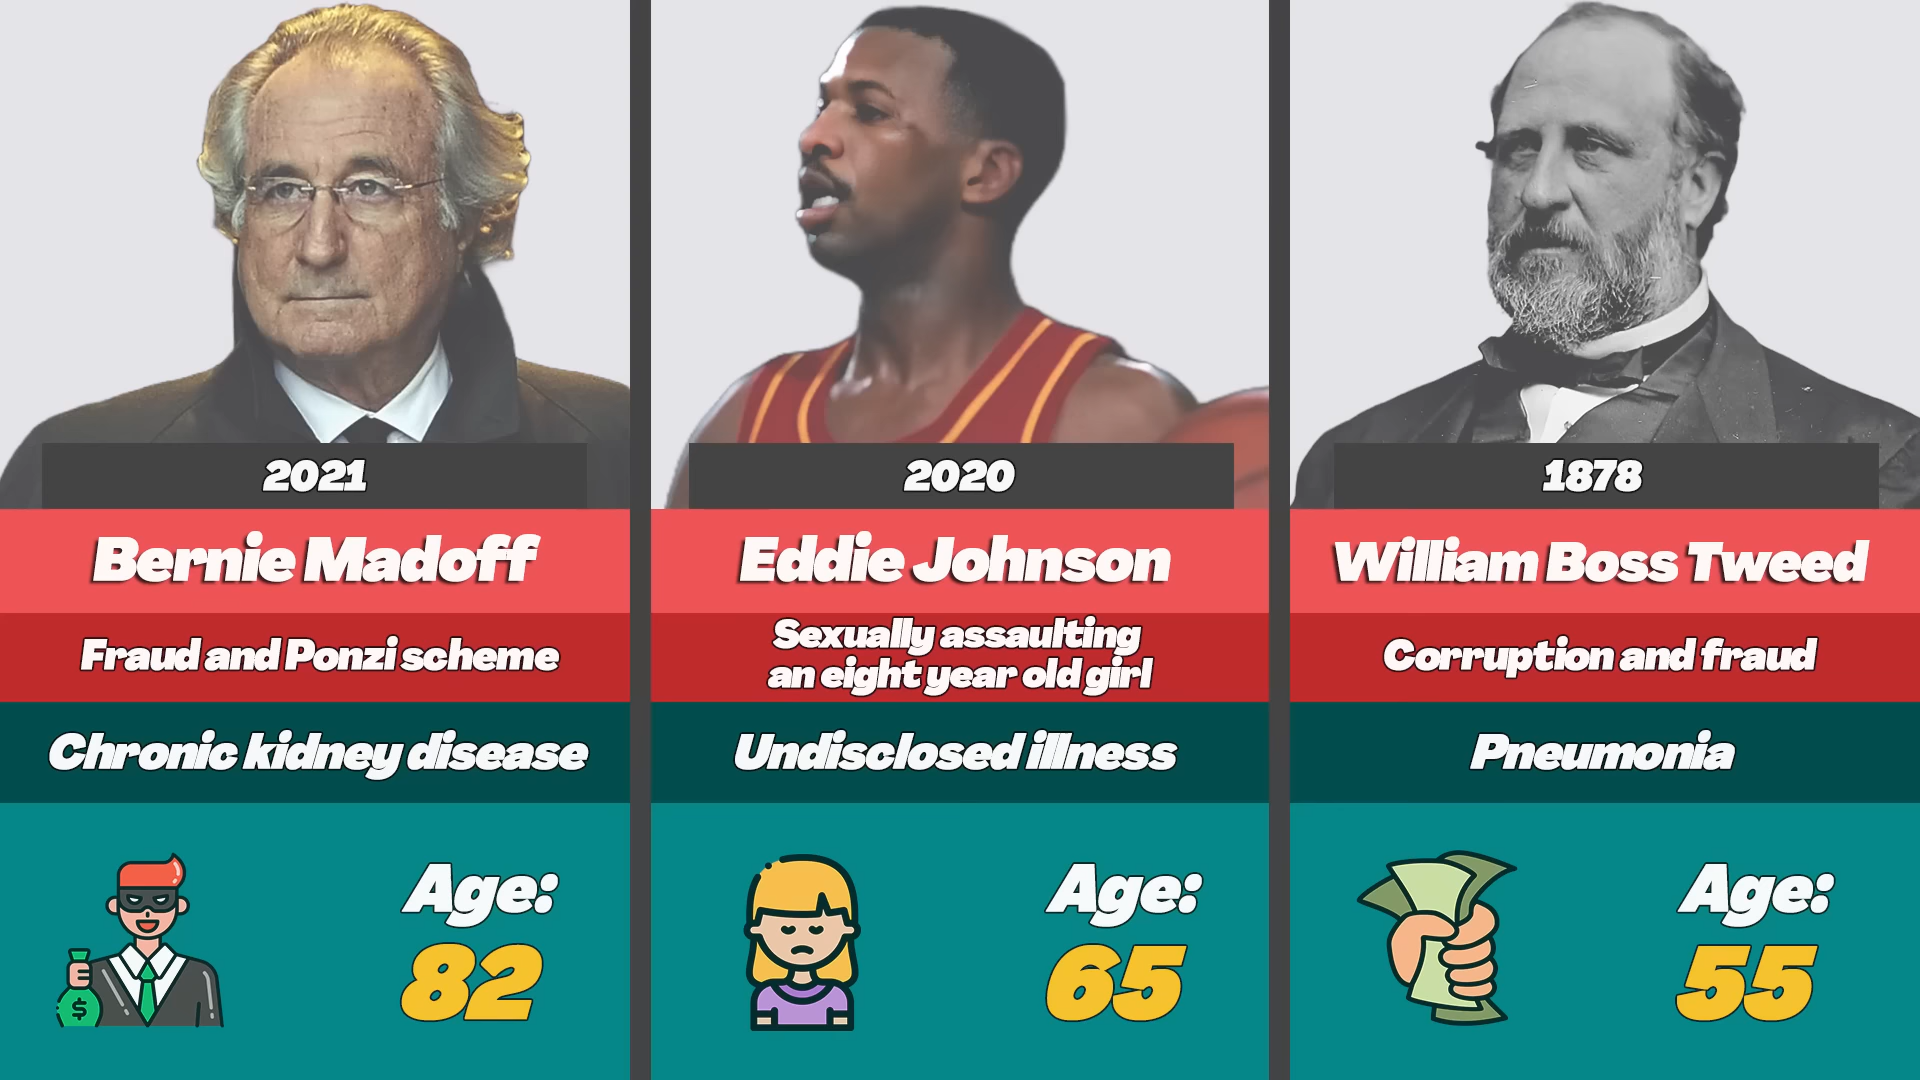 2021
Bernie Madoff
Fraud and Ponzi scheme
Chronic kidney disease
$
Age:
82
2020
Eddie Johnson
Sexually assaulting
an eight year old girl
Undisclosed illness
Age:
65
1878
William Boss Tweed
Corruption and fraud
Pneumonia
Age:
55